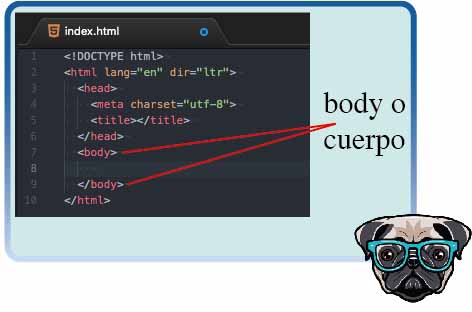 index.html
1 <!DOCTYPE html>
2 <html lang="en" dir="ltr">
3 <head>
4 <meta charset="utf-8">
5 <title></title>
6 </head>
7 <body>
8
9 </body>
10 </html>
body o
cuerpo